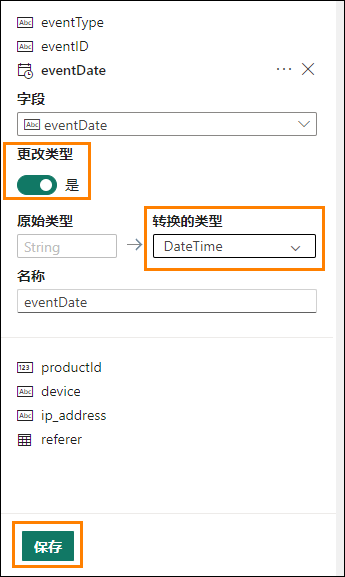 Abc eventType
Abc eventID
eventDate ···
字段
Abc eventDate
更改类型
是
原始类型 转换的类型
String DateTime
名称
eventDate
123 productId
Abc device
Abc ip_address
referer
保存